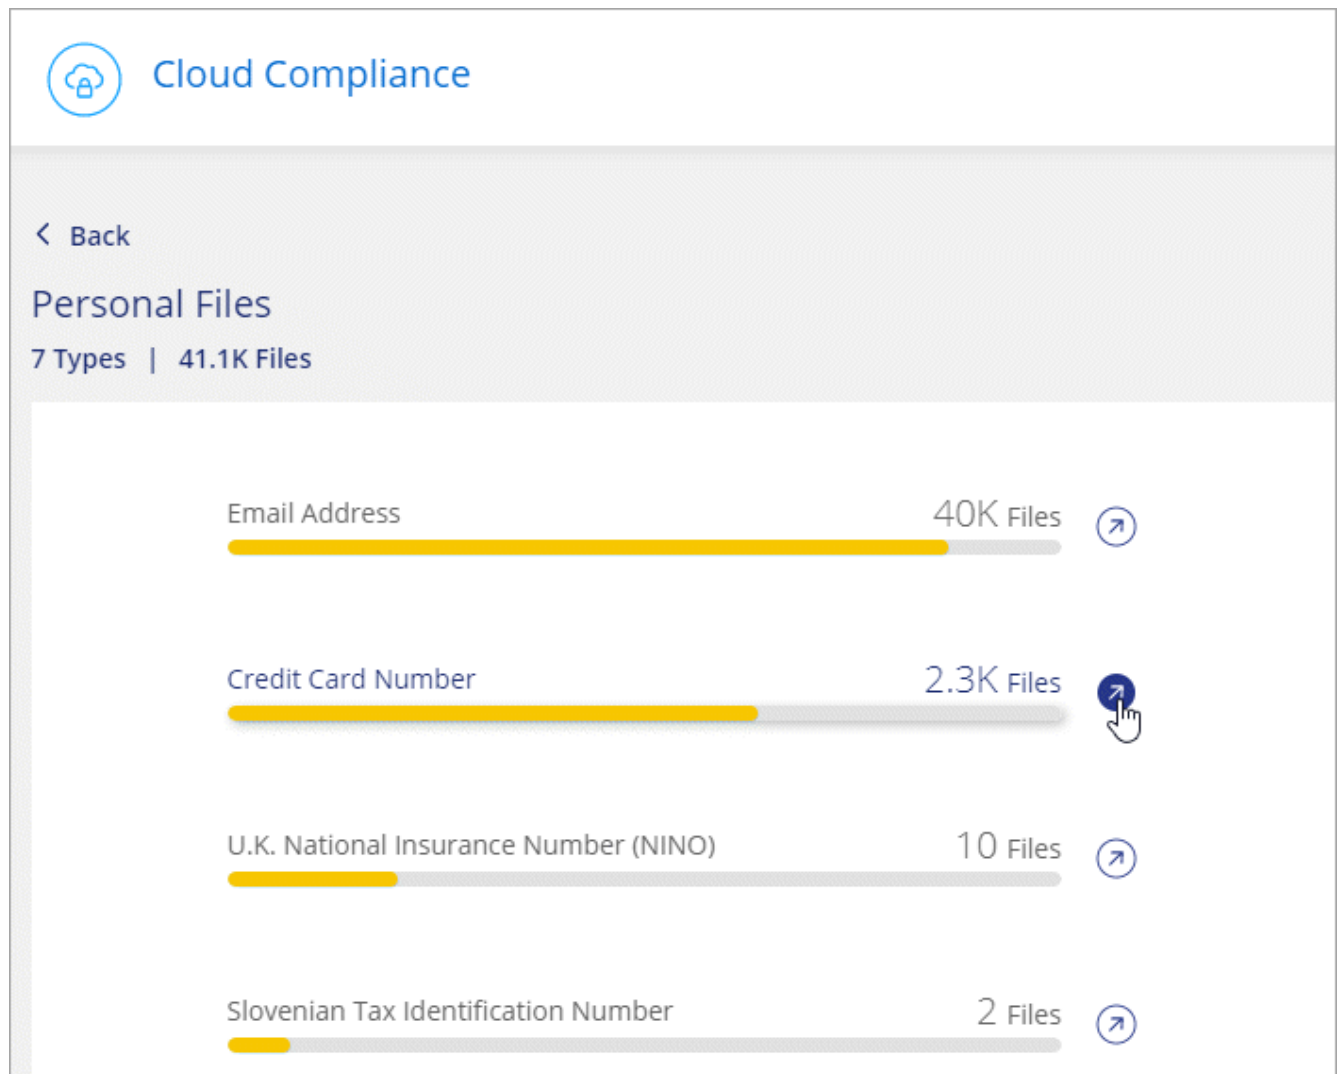 Cloud Compliance
Back
Personal Files
7 Types | 41.1K Files
Email Address 40K Files
Credit Card Number 2.3K Files
U.K. National Insurance Number (NINO) 10 Files
Slovenian Tax Identification Number 2 Files